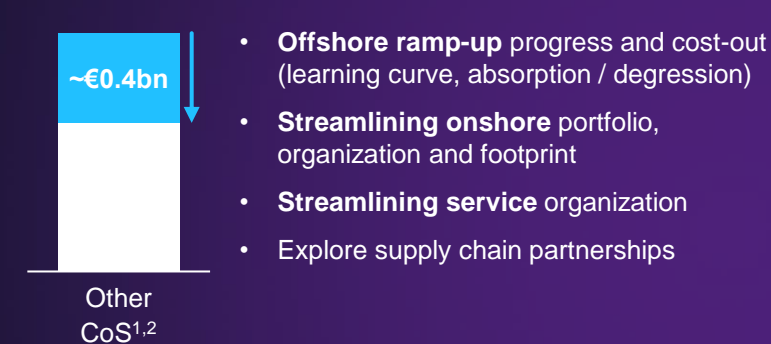 ~€0.4bn
Other
CoS1,2
• Offshore ramp-up progress and cost-out
(learning curve, absorption / degression)
• Streamlining onshore portfolio,
organization and footprint
• Streamlining service organization
• Explore supply chain partnerships